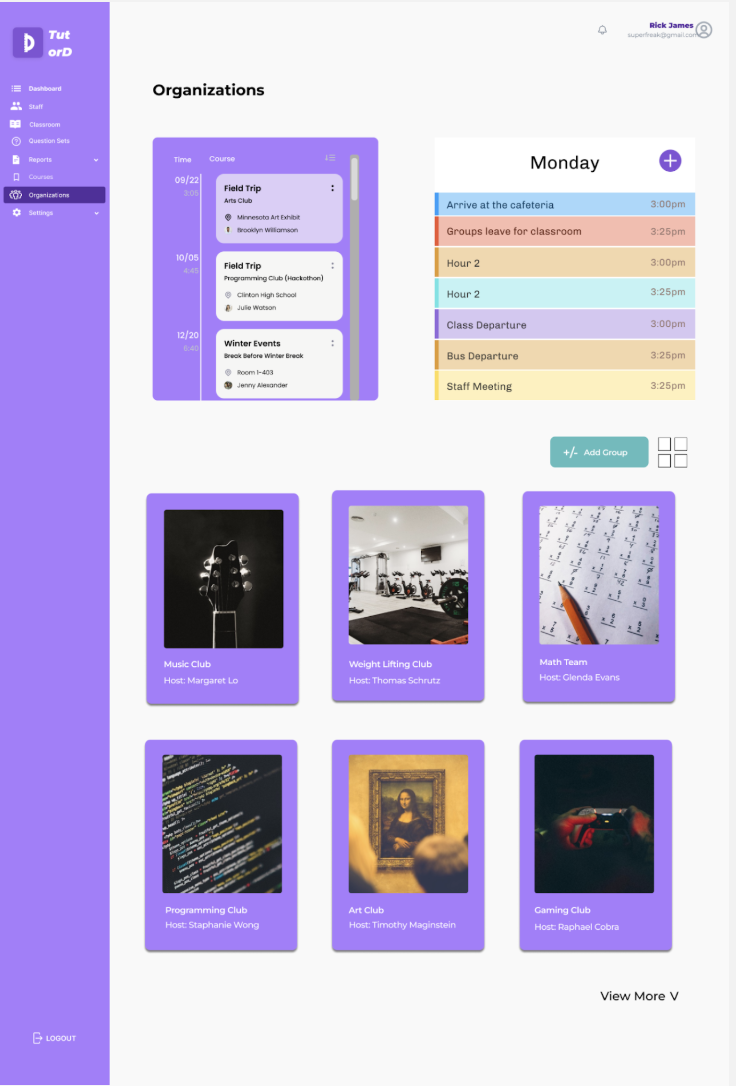 Tut
orD
Rick James
superfreak@gmail.com
Dashboard
Staff
Classroom
Question Sets
Reports
Courses
Organizations
Settings
LOGOUT
Organizations
Time Course
09/22
2:05
Field Trip
Arts Club
Minnesota Art Exhibit
Brooklyn Williamson
10/05
4:45
Field Trip
Programming Club (Hackathon)
Clinton High School
Julie Watson
12/20
Winter Events
Break Before Winter Break
Room 1-403
Jenny Alexander
Monday
Arrive at the cafeteria 3:00pm
Groups leave for classroom 3:25pm
Hour 2 3:00pm
Hour 2 3:25pm
Class Departure 3:00pm
Bus Departure 3:25pm
Staff Meeting 3:25pm
+/- Add Group
Music Club
Host: Margaret Lo
Weight Lifting Club
Host: Thomas Schrutz
Math Team
Host: Glenda Evans
Programming Club
Host: Staphanie Wong
Art Club
Host: Timothy Maginstein
Gaming Club
Host: Raphael Cobra
View More V